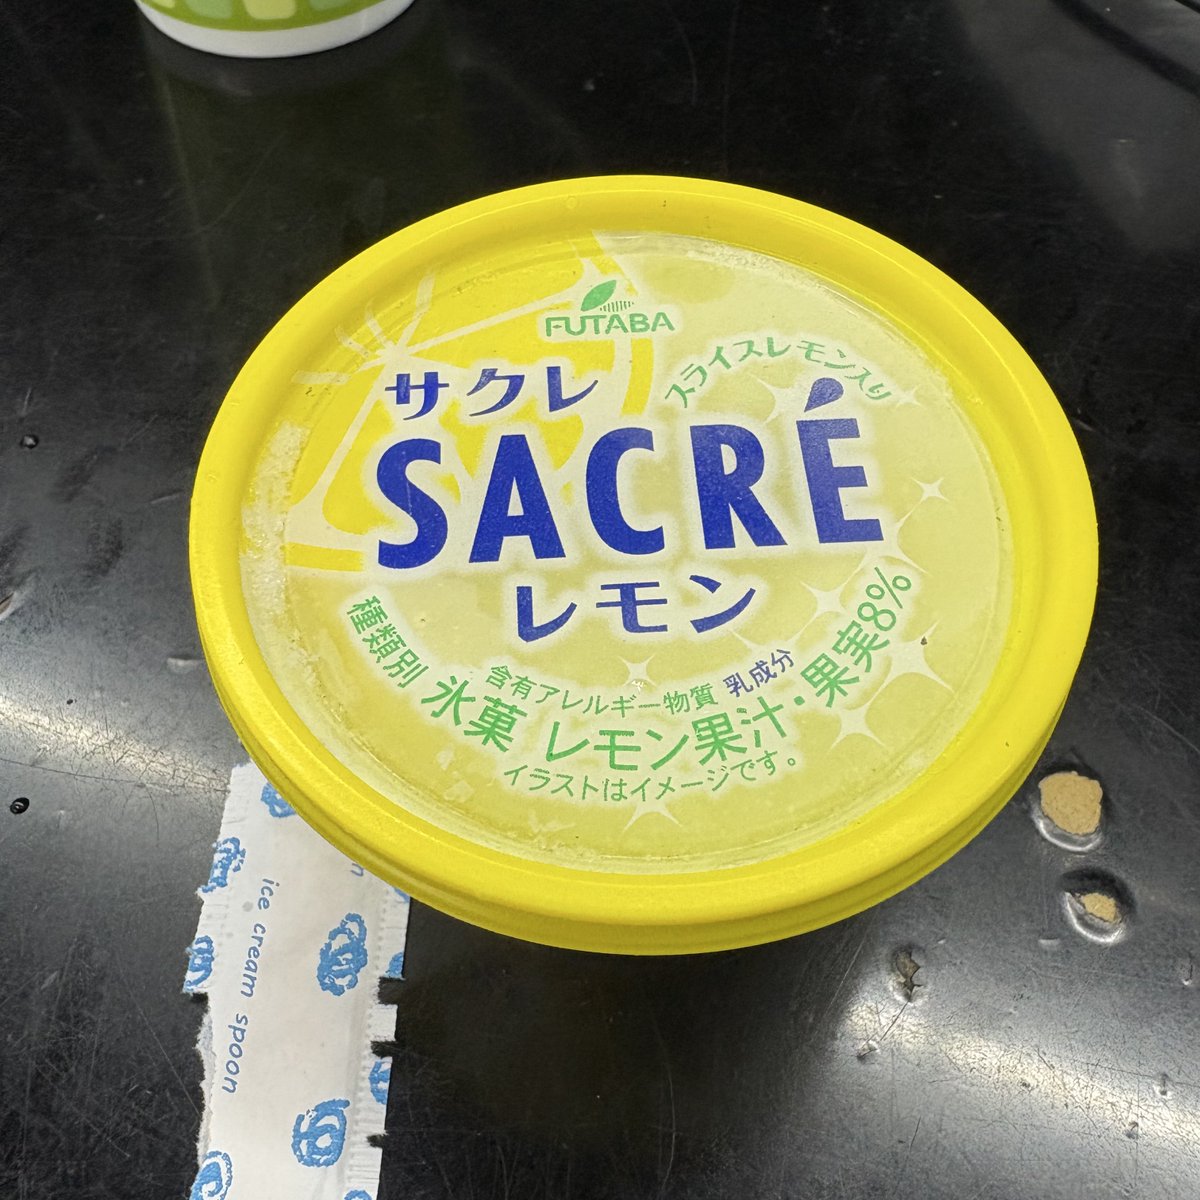 FUTABA
スライスレモン入り
サクレ
SACRÉ
レモン
種類別 氷菓 レモン果汁・果実8%
含有アレルギー物質 乳成分
イラストはイメージです。
ice cream spoon